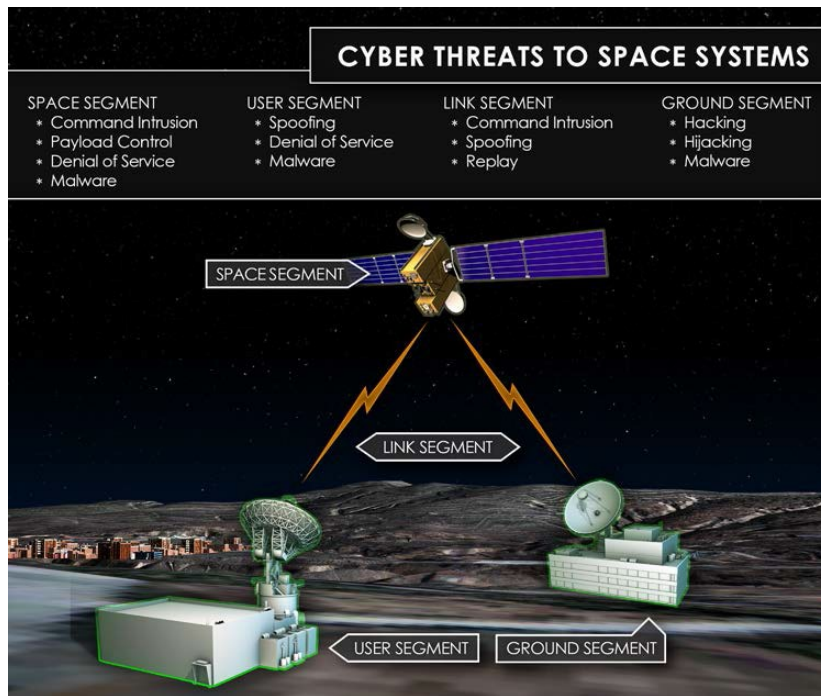 CYBER THREATS TO SPACE SYSTEMS
SPACE SEGMENT
* Command Intrusion
* Payload Control
* Denial of Service
* Malware
USER SEGMENT
* Spoofing
* Denial of Service
* Malware
LINK SEGMENT
* Command Intrusion
* Spoofing
* Replay
GROUND SEGMENT
* Hacking
* Hijacking
* Malware
SPACE SEGMENT
LINK SEGMENT
USER SEGMENT
GROUND SEGMENT